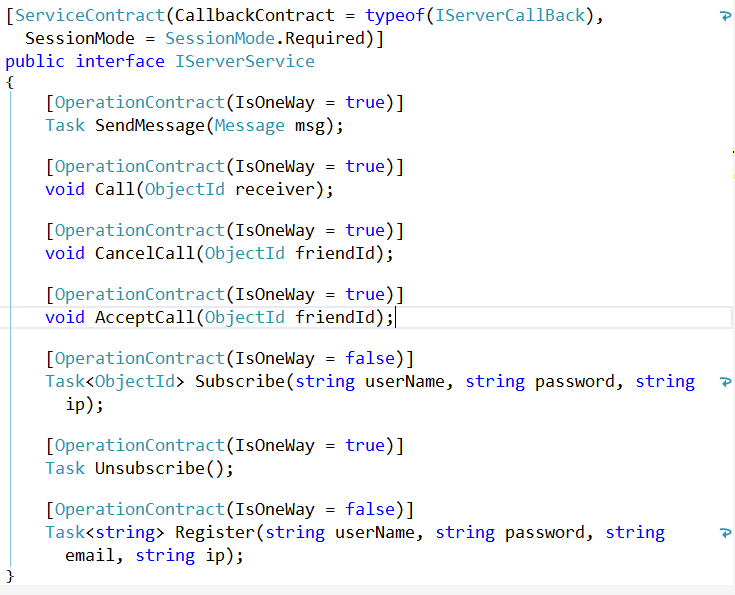 [ServiceContract(CallbackContract = typeof(IServerCallBack),
SessionMode = SessionMode.Required)]
public interface IServerService
{
[OperationContract(IsOneWay = true)]
Task SendMessage(Message msg);
[OperationContract(IsOneWay = true)]
void Call(ObjectId receiver);
[OperationContract(IsOneWay = true)]
void CancelCall(ObjectId friendId);
[OperationContract(IsOneWay = true)]
void AcceptCall(ObjectId friendId);
[OperationContract(IsOneWay = false)]
Task<ObjectId> Subscribe(string userName, string password, string
ip);
[OperationContract(IsOneWay = true)]
Task Unsubscribe();
[OperationContract(IsOneWay = false)]
Task<string> Register(string userName, string password, string
email, string ip);
}